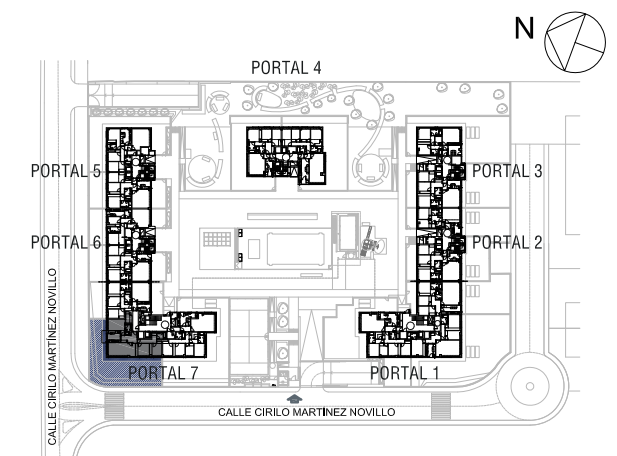 N
PORTAL 4
PORTAL 5
PORTAL 3
PORTAL 6
PORTAL 2
CALLE CIRILO MARTÍNEZ NOVILLO
PORTAL 7
PORTAL 1
CALLE CIRILO MARTÍNEZ NOVILLO